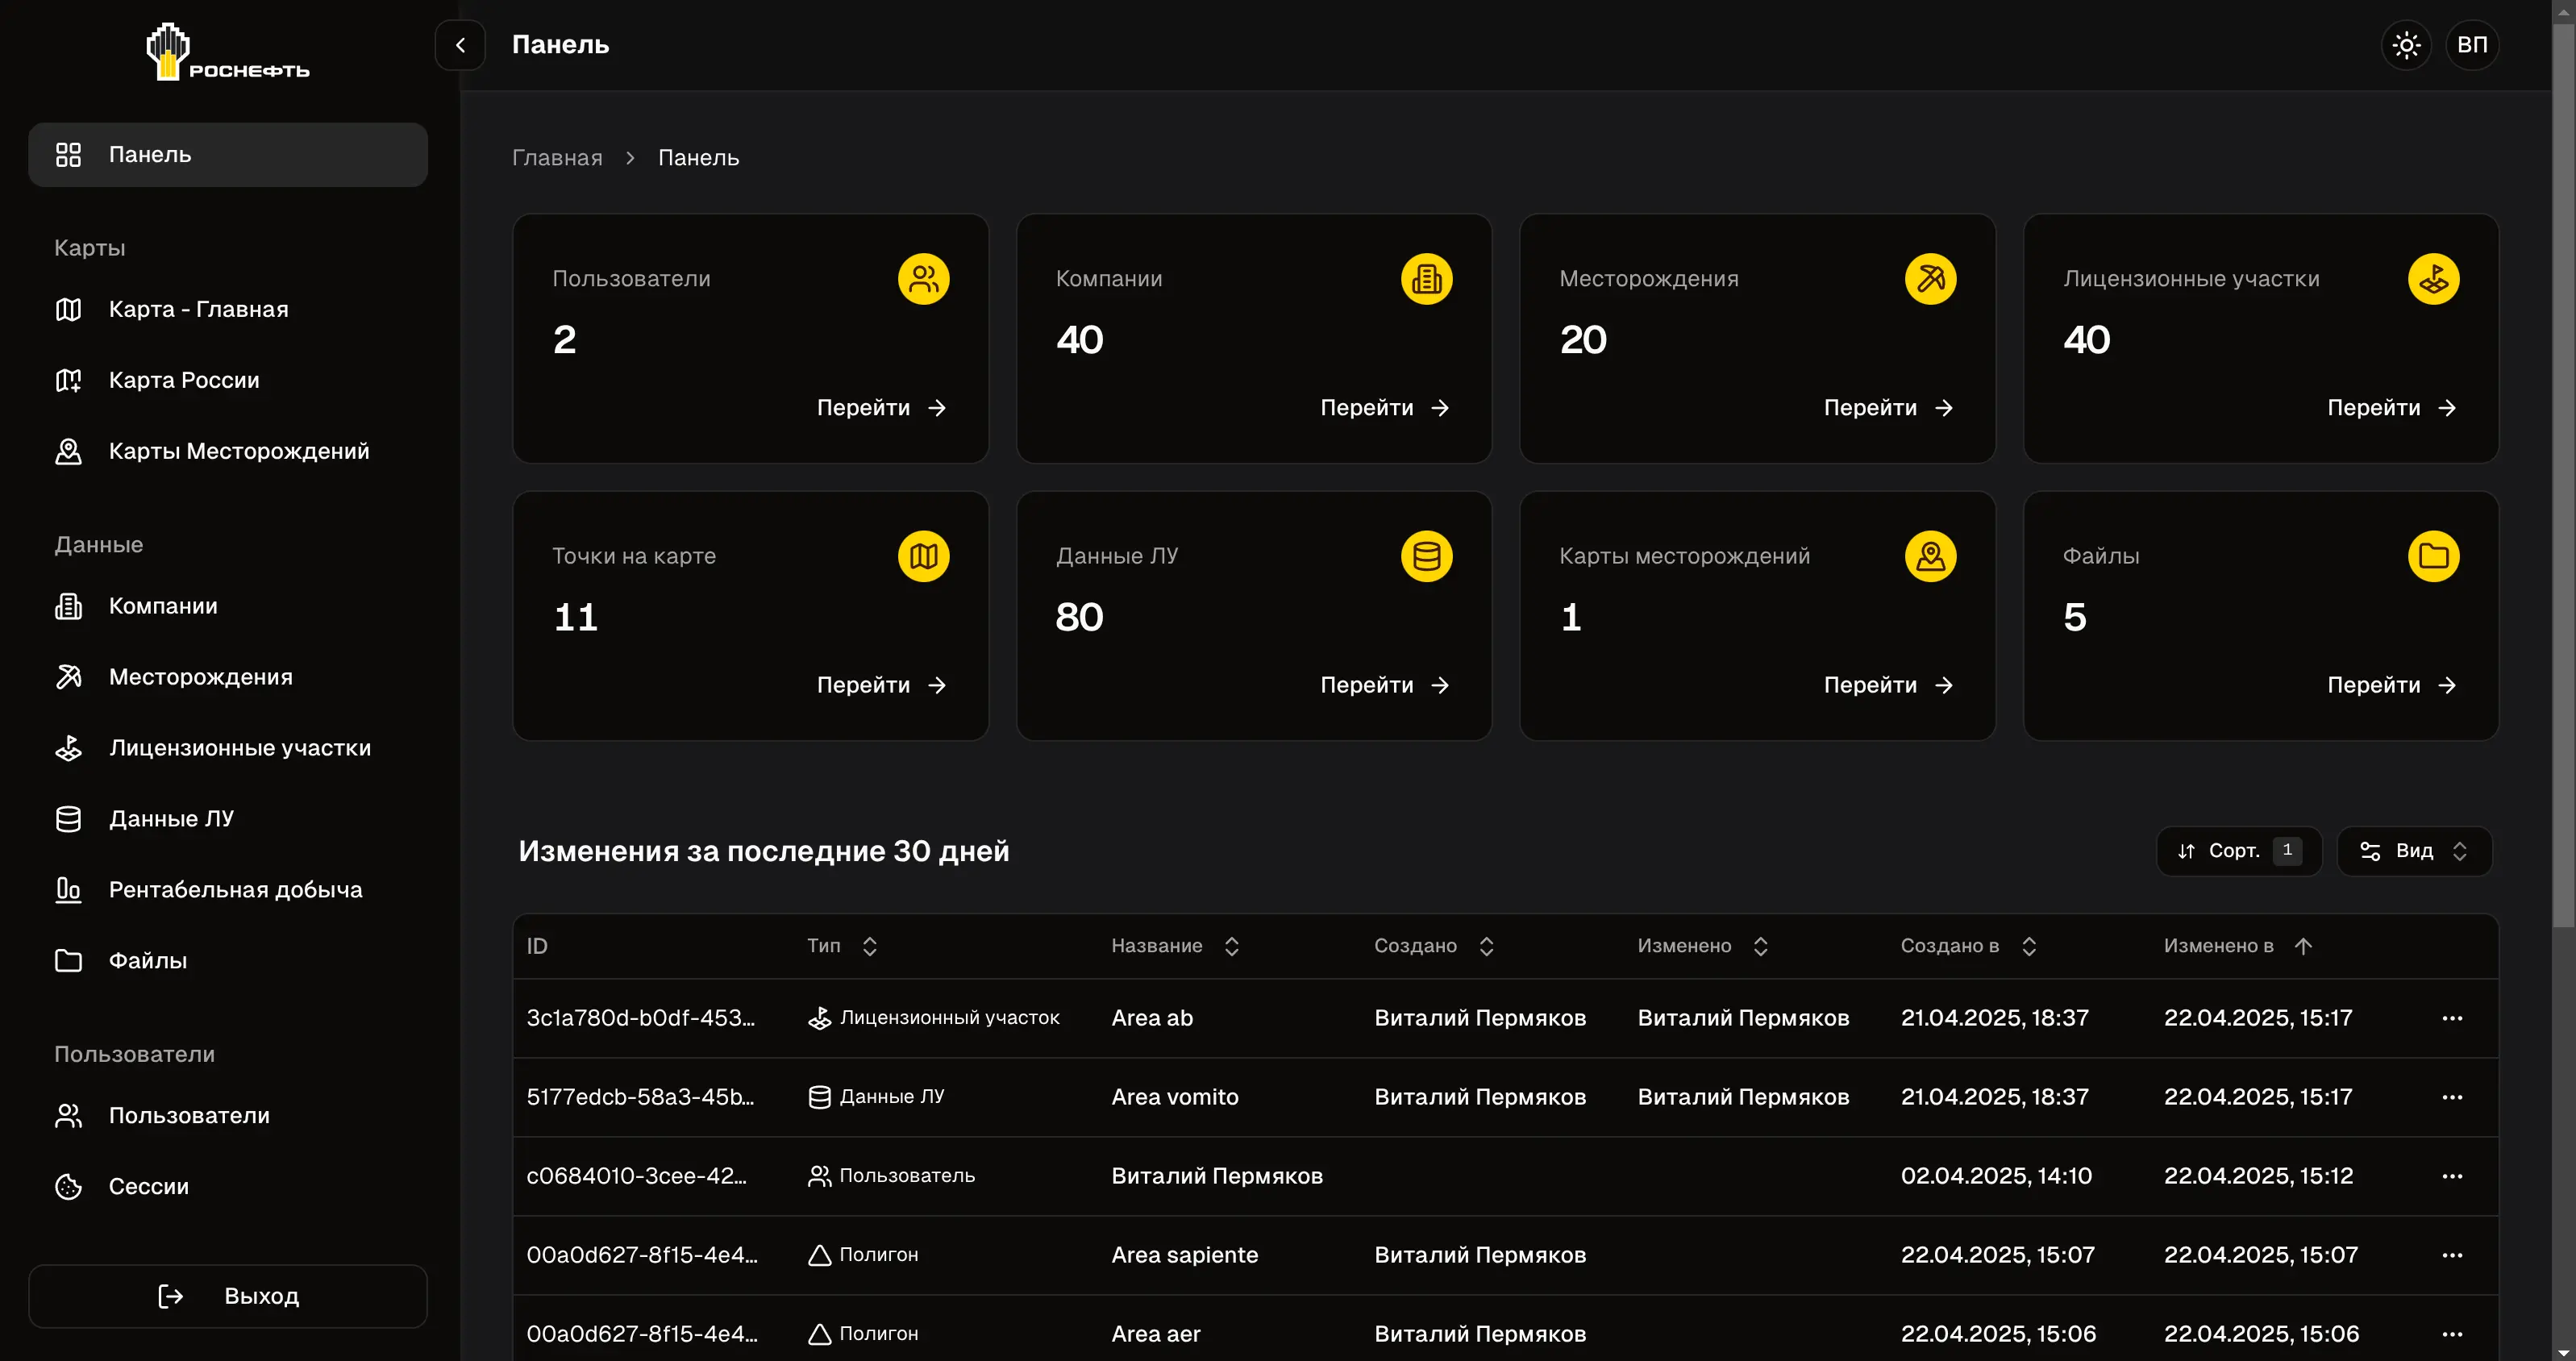 РОСНЕФТЬ
Панель
ВП
Панель
Карты
Карта - Главная
Карта России
Карты Месторождений
Данные
Компании
Месторождения
Лицензионные участки
Данные ЛУ
Рентабельная добыча
Файлы
Пользователи
Пользователи
Сессии
Выход
Главная > Панель
Пользователи
2
Перейти
Компании
40
Перейти
Месторождения
20
Перейти
Лицензионные участки
40
Перейти
Точки на карте
11
Перейти
Данные ЛУ
80
Перейти
Карты месторождений
1
Перейти
Файлы
5
Перейти
Изменения за последние 30 дней
Сорт. 1 Вид
ID Тип Название Создано Изменено Создано в Изменено в
3c1a780d-b0df-453... Лицензионный участок Area ab Виталий Пермяков Виталий Пермяков 21.04.2025, 18:37 22.04.2025, 15:17
5177edcb-58a3-45b... Данные ЛУ Area vomito Виталий Пермяков Виталий Пермяков 21.04.2025, 18:37 22.04.2025, 15:17
c0684010-3cee-42... Пользователь Виталий Пермяков 02.04.2025, 14:10 22.04.2025, 15:12
00a0d627-8f15-4e4... Полигон Area sapiente Виталий Пермяков 22.04.2025, 15:07 22.04.2025, 15:07
00a0d627-8f15-4e4... Полигон Area aer Виталий Пермяков 22.04.2025, 15:06 22.04.2025, 15:06